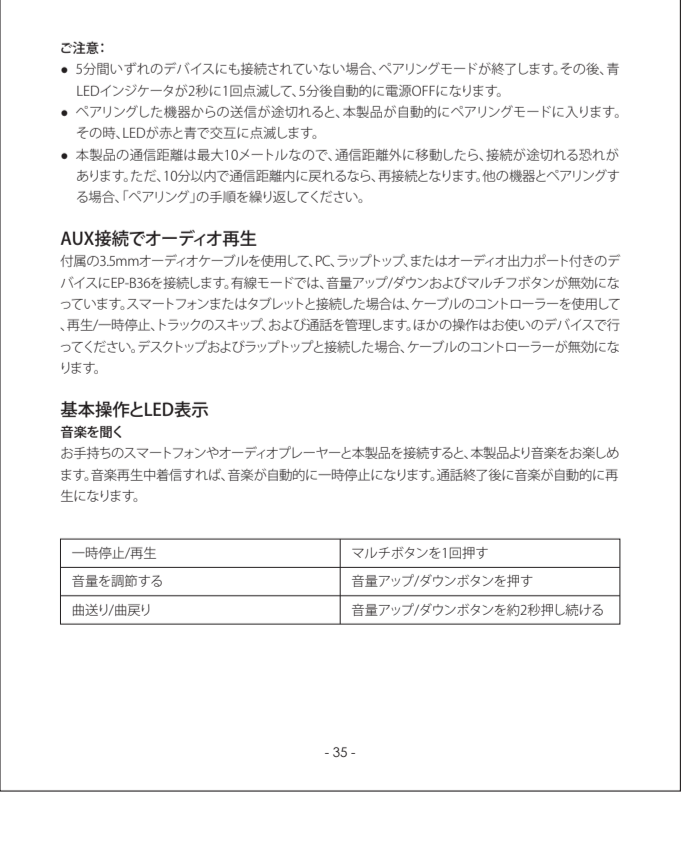 ご注意：
● 5分間いずれのデバイスにも接続されていない場合、ペアリングモードが終了します。その後、青
LEDインジケータが2秒に1回点滅して、5分後自動的に電源OFFになります。
● ペアリングした機器からの送信が途切れると、本製品が自動的にペアリングモードに入ります。
その時、LEDが赤と青で交互に点滅します。
● 本製品の通信距離は最大10メートルなので、通信距離外に移動したら、接続が途切れる恐れが
あります。ただ、10分以内で通信距離内に戻れるなら、再接続となります。他の機器とペアリングす
る場合、「ペアリング」の手順を繰り返してください。
AUX接続でオーディオ再生
付属の3.5mmオーディオケーブルを使用して、PC、ラップトップ、またはオーディオ出力ポート付きのデ
バイスにEP-B36を接続します。有線モードでは、音量アップ/ダウンおよびマルチフボタンが無効にな
っています。スマートフォンまたはタブレットと接続した場合は、ケーブルのコントローラーを使用して
、再生/一時停止、トラックのスキップ、および通話を管理します。ほかの操作はお使いのデバイスで行
ってください。デスクトップおよびラップトップと接続した場合、ケーブルのコントローラーが無効にな
ります。
基本操作とLED表示
音楽を聞く
お手持ちのスマートフォンやオーディオプレーヤーと本製品を接続すると、本製品より音楽をお楽しめ
ます。音楽再生中着信すれば、音楽が自動的に一時停止になります。通話終了後に音楽が自動的に再
生になります。
一時停止/再生 マルチボタンを1回押す
音量を調節する 音量アップ/ダウンボタンを押す
曲送り/曲戻り 音量アップ/ダウンボタンを約2秒押し続ける
- 35 -